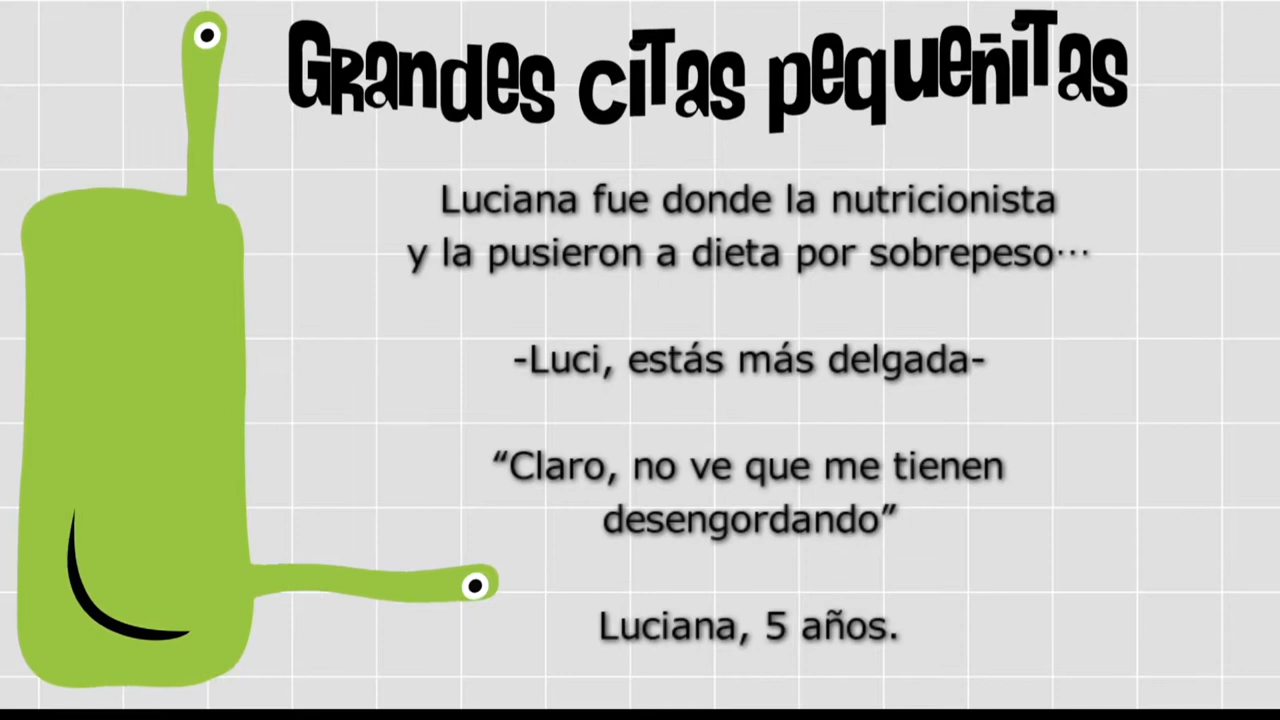 Grandes citas pequeñitas
Luciana fue donde la nutricionista
y la pusieron a dieta por sobrepeso…
-Luci, estás más delgada-
“Claro, no ve que me tienen
desengordando”
Luciana, 5 años.